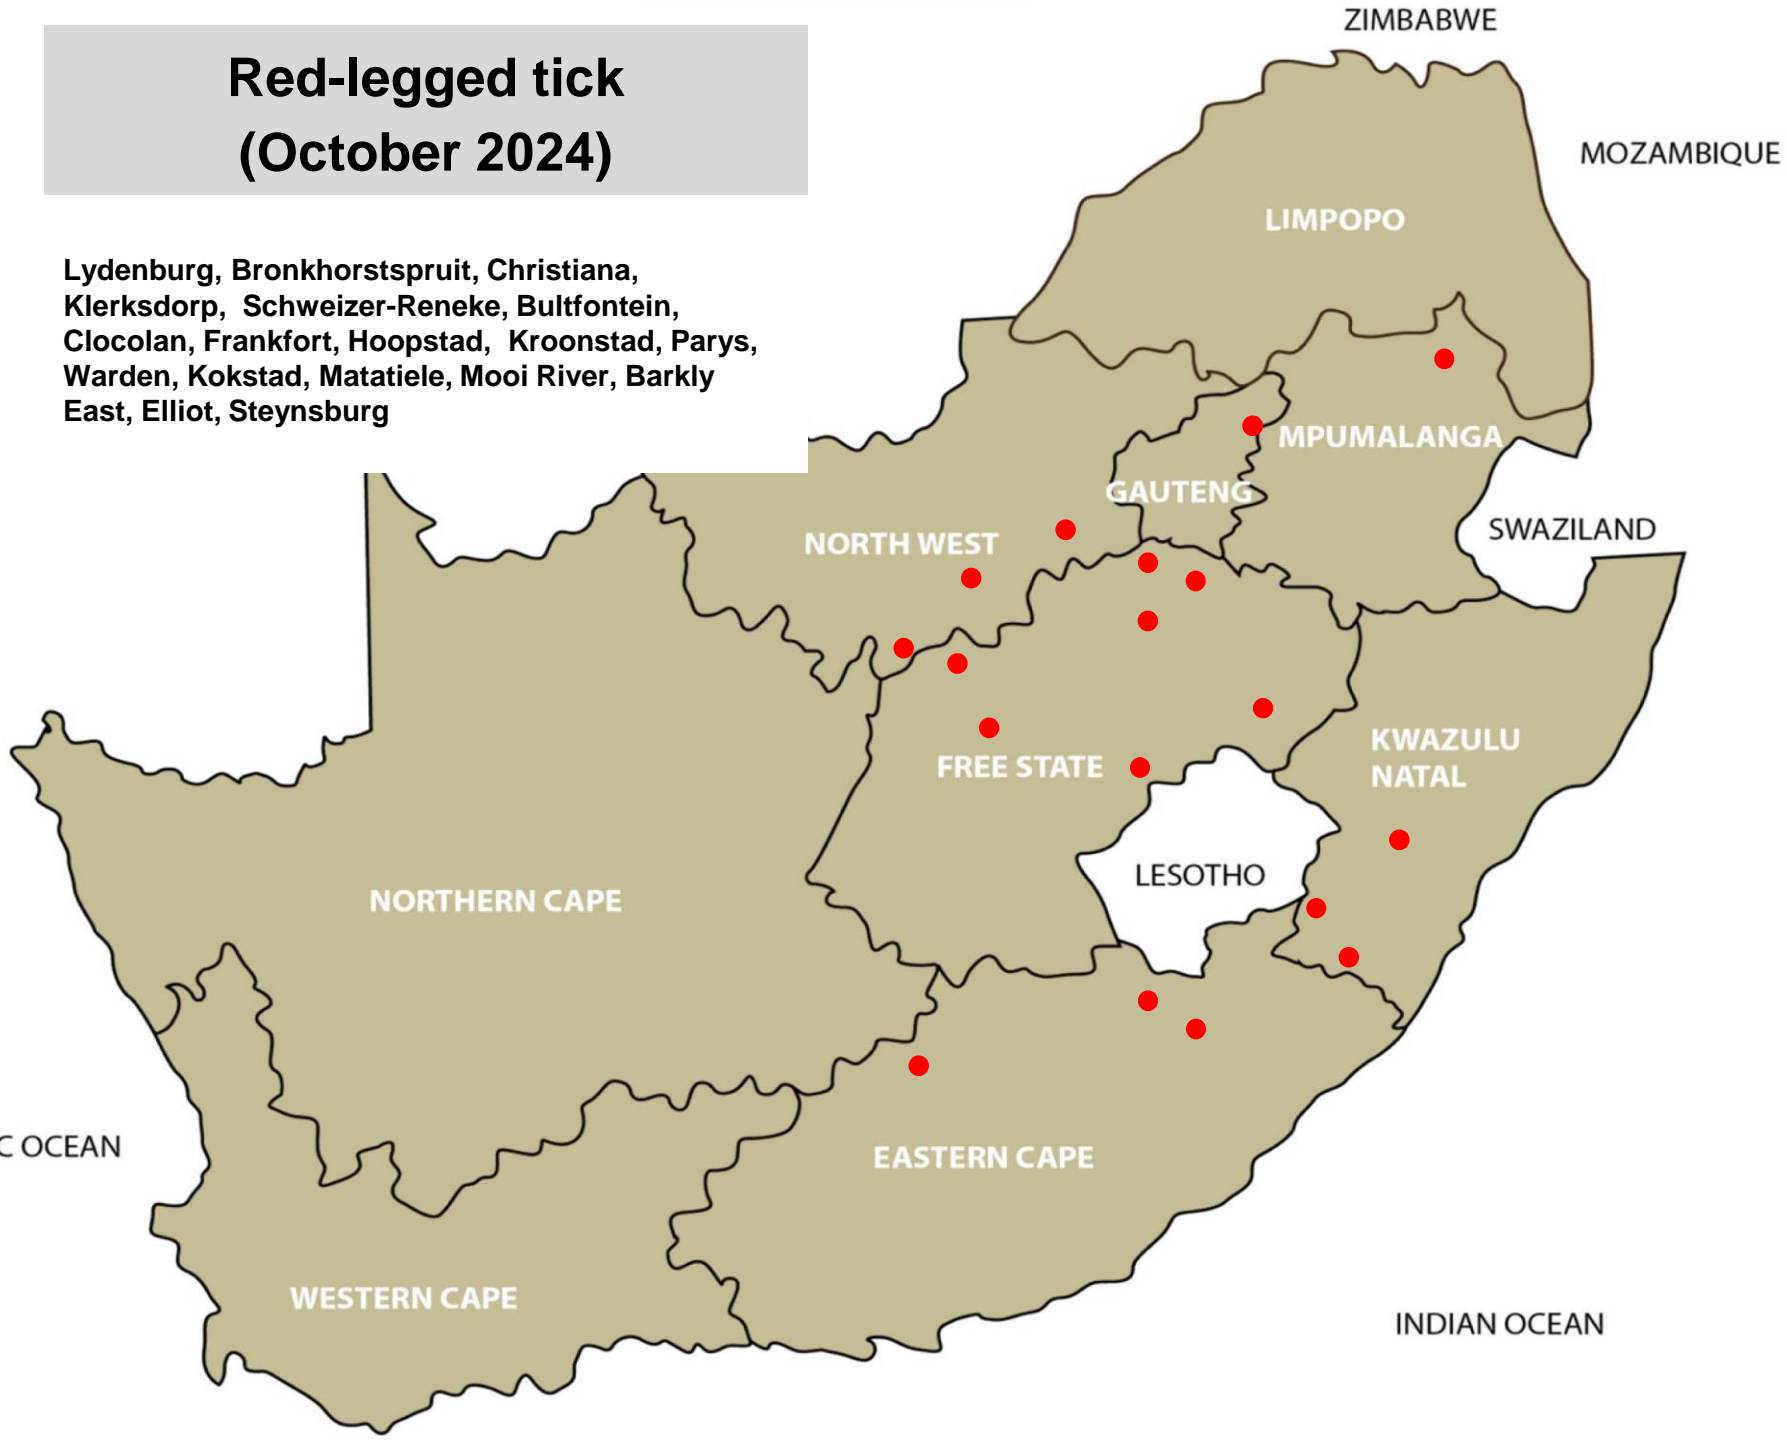 Red-legged tick
(October 2024)
Lydenburg, Bronkhorstspruit, Christiana,
Klerksdorp, Schweizer-Reneke, Bultfontein,
Clocolan, Frankfort, Hoopstad, Kroonstad, Parys,
Warden, Kokstad, Matatiele, Mooi River, Barkly
East, Elliot, Steynsburg
ZIMBABWE
MOZAMBIQUE
LIMPOPO
MPUMALANGA
GAUTENG
SWAZILAND
NORTH WEST
KWAZULU
NATAL
FREE STATE
LESOTHO
NORTHERN CAPE
C OCEAN
EASTERN CAPE
WESTERN CAPE
INDIAN OCEAN